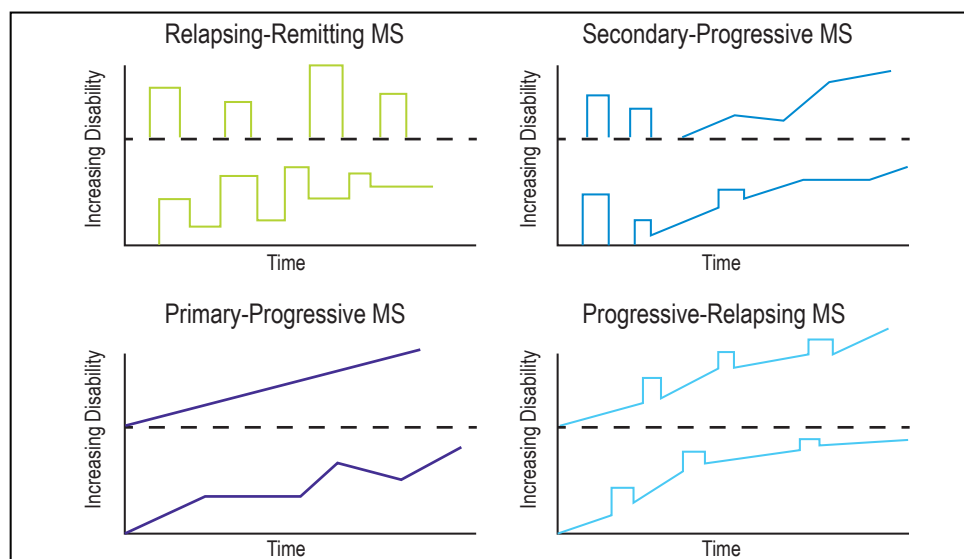 Relapsing-Remitting MS
Increasing Disability
Time
Secondary-Progressive MS
Increasing Disability
Time
Primary-Progressive MS
Increasing Disability
Time
Progressive-Relapsing MS
Increasing Disability
Time